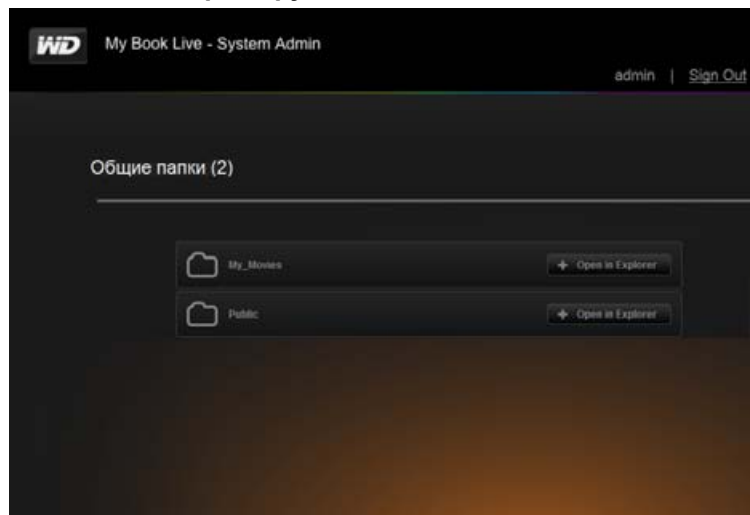 WD
My Book Live - System Admin
admin | Sign Out
Общие папки (2)
My_Movies
+ Open in Explorer
Public
+ Open in Explorer